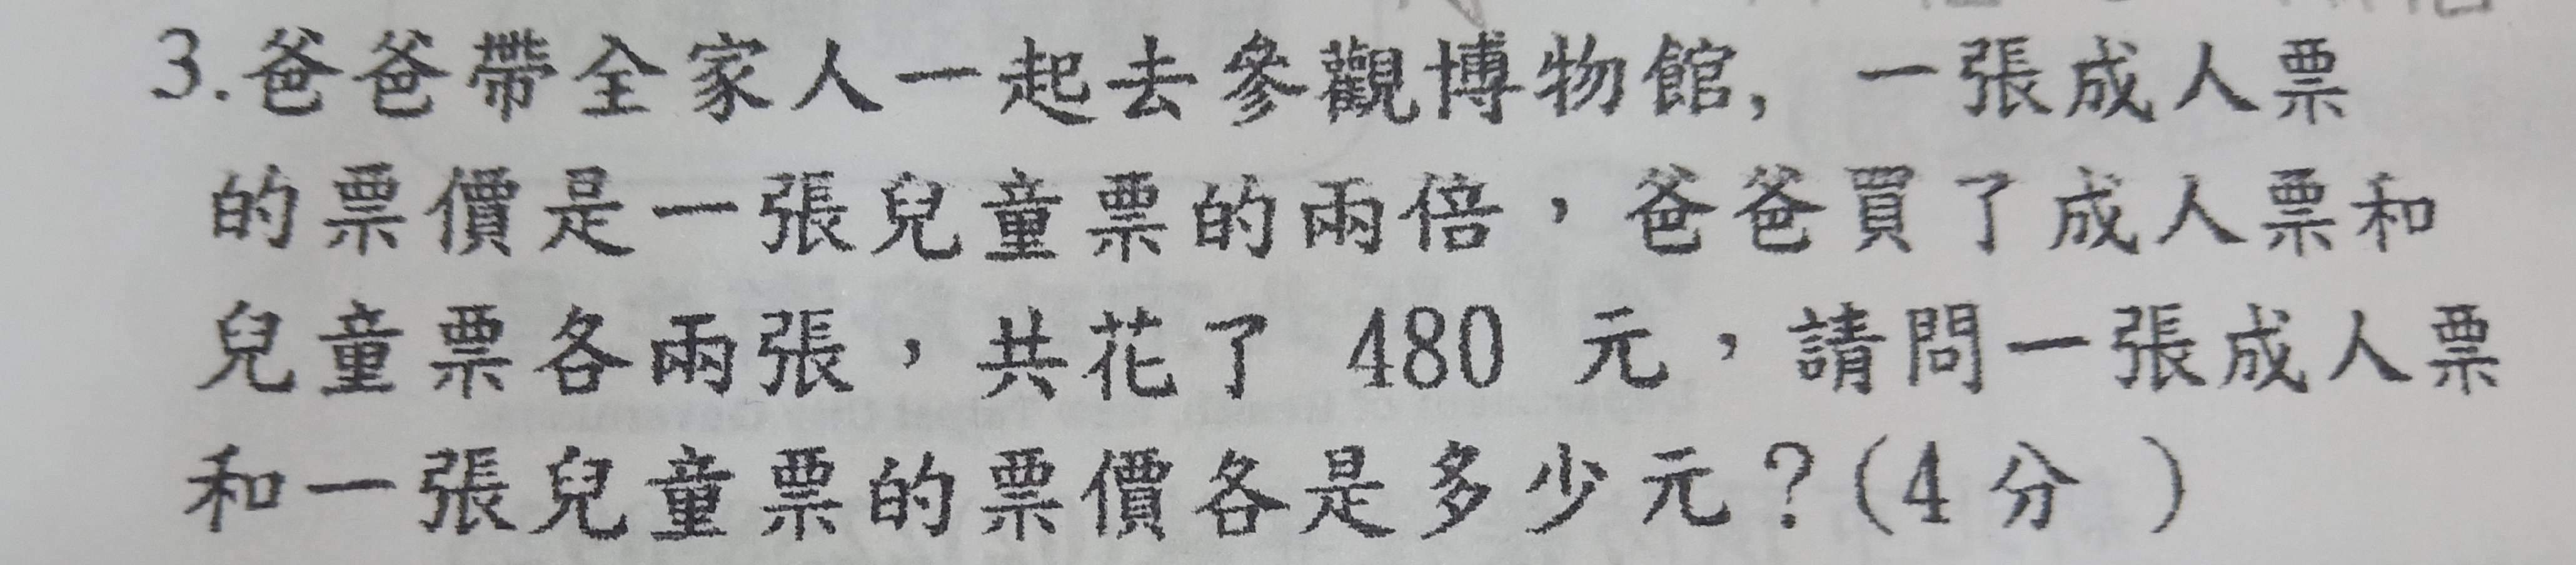 3.爸爸帶全家人一起去參觀博物館, 一張成人票
的票價是一張兒童票的兩倍，爸爸買了成人票和
兒童票各兩張，共花了 480 元，請問一張成人票
和一張兒童票的票價各是多少元？(4 分 )